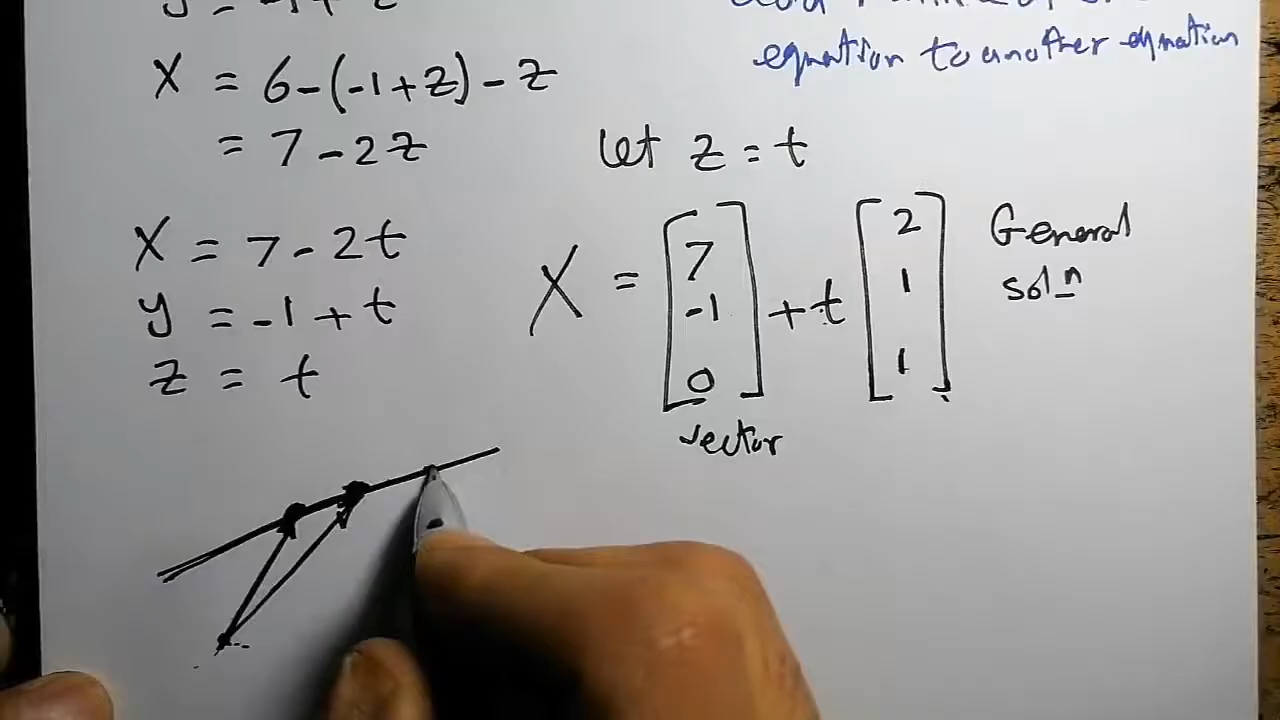 equation to another equation
X = 6-(-1+z)-z
= 7-2z
let z=t
X = 7-2t
y = -1+t
z = t
X = [7 -1 0] + t [2 1 1]
General
soln
vector